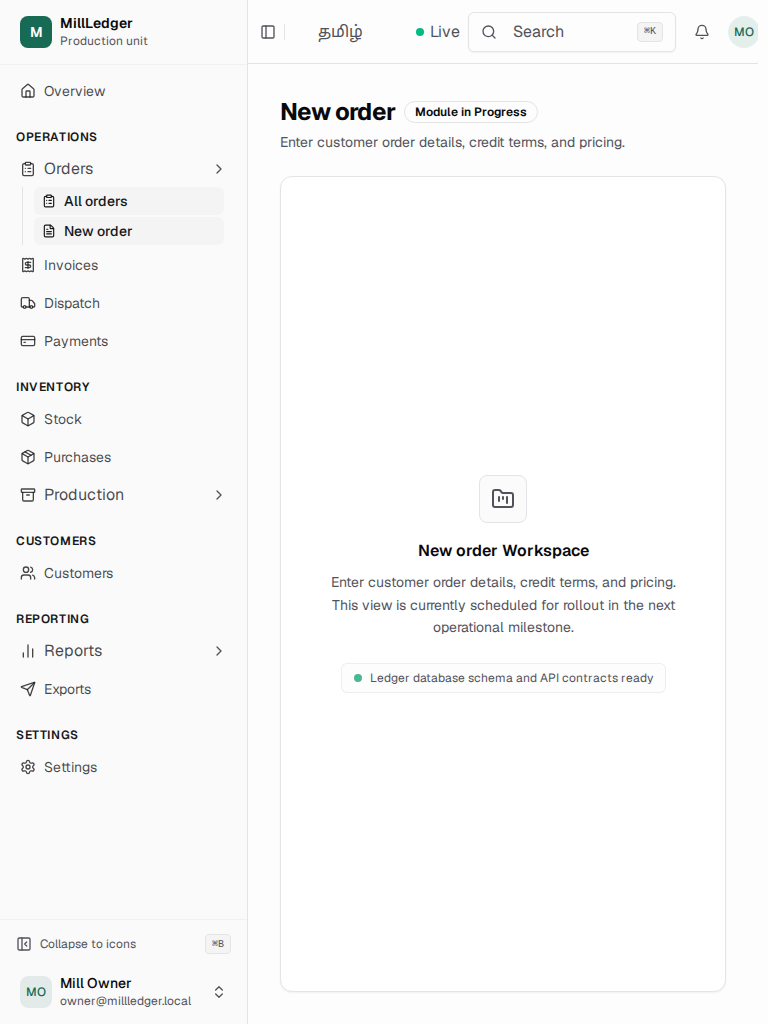 M
MillLedger
Production unit
Overview
OPERATIONS
Orders
All orders
New order
Invoices
Dispatch
Payments
INVENTORY
Stock
Purchases
Production
CUSTOMERS
Customers
REPORTING
Reports
Exports
SETTINGS
Settings
Collapse to icons ⌘B
MO
Mill Owner
owner@millledger.local
தமிழ் Live Search ⌘K MO
New order Module in Progress
Enter customer order details, credit terms, and pricing.
New order Workspace
Enter customer order details, credit terms, and pricing.
This view is currently scheduled for rollout in the next
operational milestone.
Ledger database schema and API contracts ready